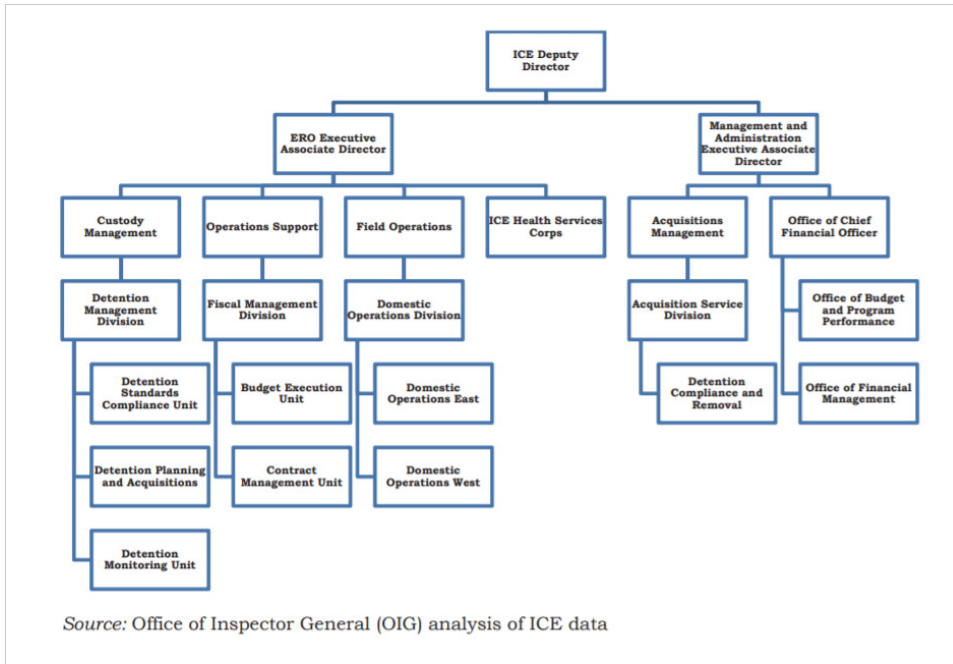 ICE Deputy
Director
ERO Executive
Associate Director
Management and
Administration
Executive Associate
Director
Custody
Management
Operations Support
Field Operations
ICE Health Services
Corps
Acquisitions
Management
Office of Chief
Financial Officer
Detention
Management
Division
Fiscal Management
Division
Domestic
Operations Division
Acquisition Service
Division
Office of Budget
and Program
Performance
Detention
Standards
Compliance Unit
Budget Execution
Unit
Domestic
Operations East
Detention
Compliance and
Removal
Office of Financial
Management
Detention Planning
and Acquisitions
Contract
Management Unit
Domestic
Operations West
Detention
Monitoring Unit
Source: Office of Inspector General (OIG) analysis of ICE data